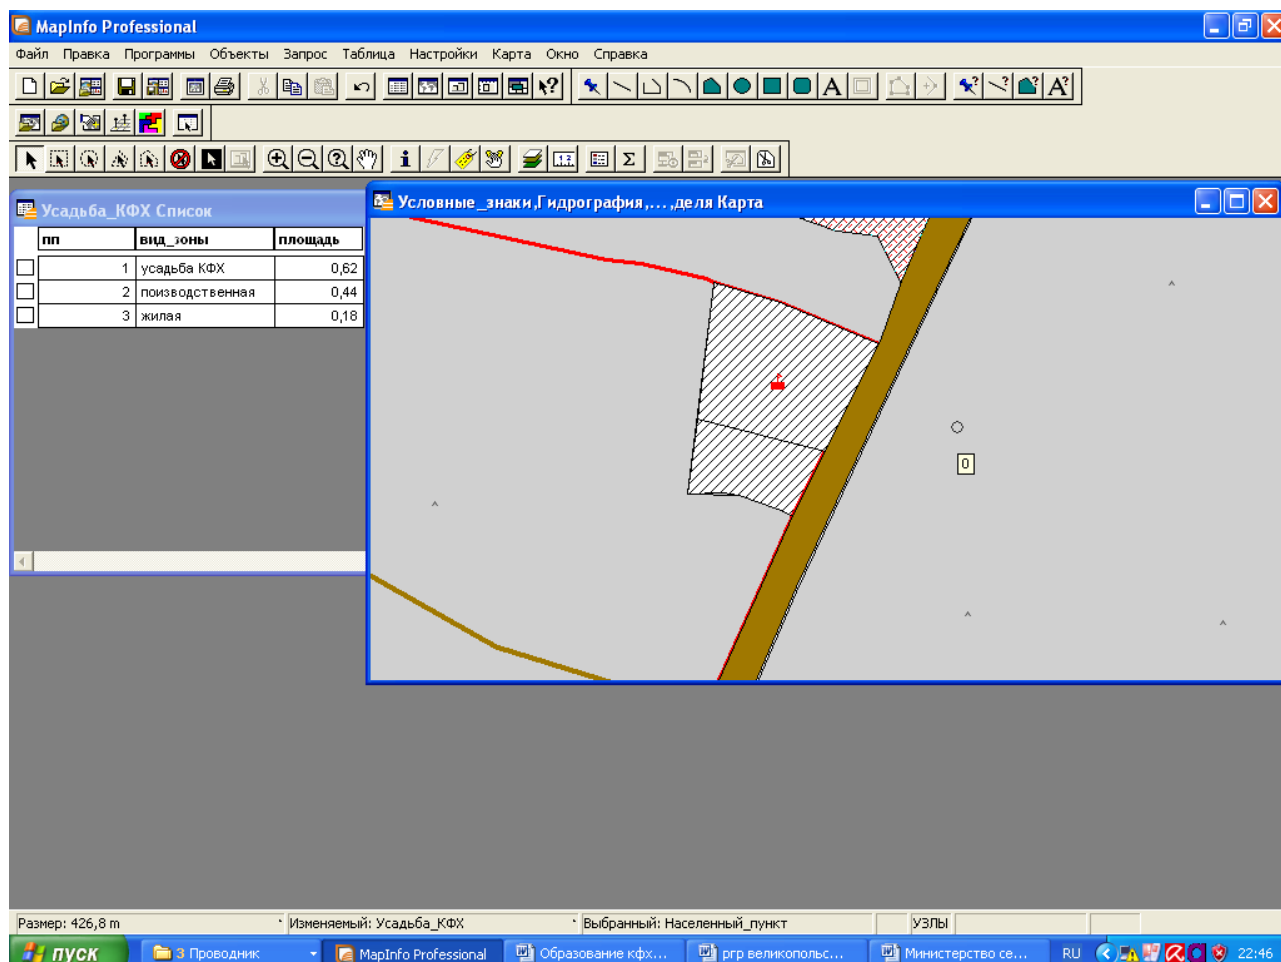 MapInfo Professional
Файл Правка Программы Объекты Запрос Таблица Настройки Карта Окно Справка
Усадьба_КФХ Список
пп вид_зоны площадь
1 усадьба КФХ 0,62
2 поизводственная 0,44
3 жилая 0,18
Условные_знаки,Гидрография,...,деля Карта
0
Размер: 426,8 m Изменяемый: Усадьба_КФХ Выбранный: Населенный_пункт УЗЛЫ
пуск 3 Проводник MapInfo Professional Образование кфх... ргр великопольс... Министерство се... RU 22:46